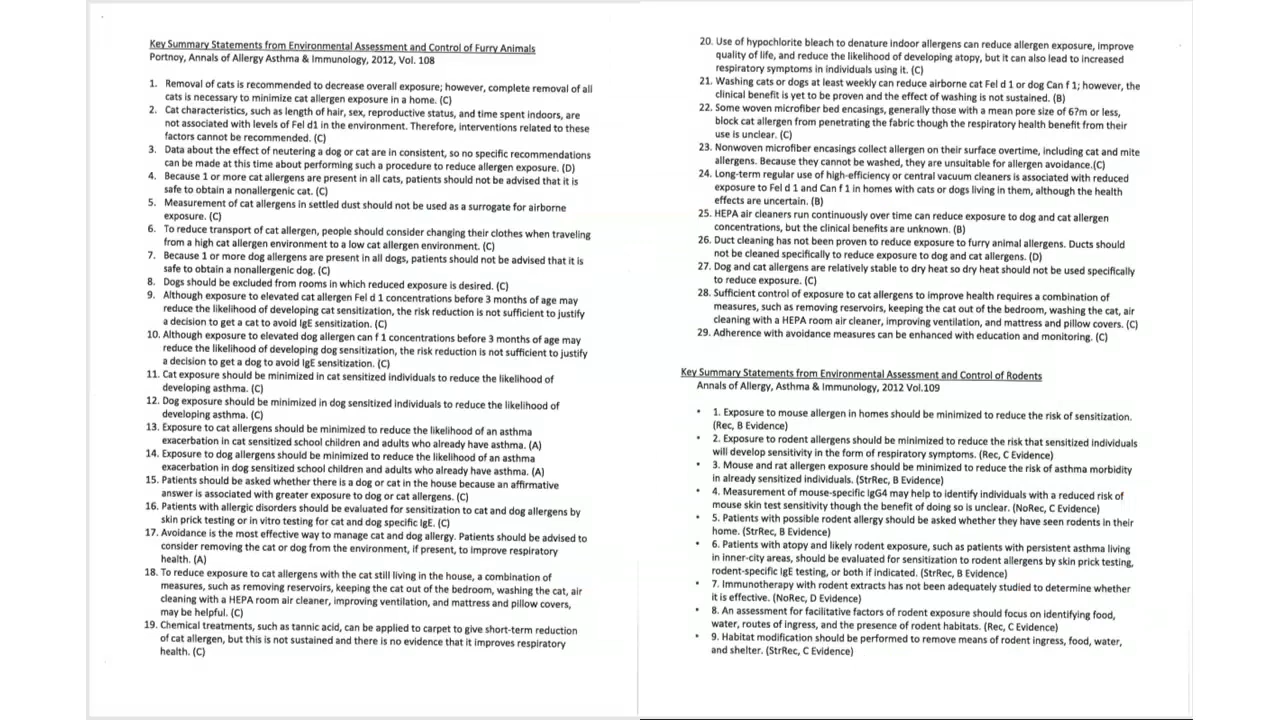 Key Summary Statements from Environmental Assessment and Control of Furry Animals
Portnoy, Annals of Allergy Asthma & Immunology, 2012, Vol. 108
1. Removal of cats is recommended to decrease overall exposure; however, complete removal of all
cats is necessary to minimize cat allergen exposure in a home. (C)
2. Cat characteristics, such as length of hair, sex, reproductive status, and time spent indoors, are
not associated with levels of Fel d1 in the environment. Therefore, interventions related to these
factors cannot be recommended. (C)
3. Data about the effect of neutering a dog or cat are in consistent, so no specific recommendations
can be made at this time about performing such a procedure to reduce allergen exposure. (D)
4. Because 1 or more cat allergens are present in all cats, patients should not be advised that it is
safe to obtain a nonallergenic cat. (C)
5. Measurement of cat allergens in settled dust should not be used as a surrogate for airborne
exposure. (C)
6. To reduce transport of cat allergen, people should consider changing their clothes when traveling
from a high cat allergen environment to a low cat allergen environment. (C)
7. Because 1 or more dog allergens are present in all dogs, patients should not be advised that it is
safe to obtain a nonallergenic dog. (C)
8. Dogs should be excluded from rooms in which reduced exposure is desired. (C)
9. Although exposure to elevated cat allergen Fel d 1 concentrations before 3 months of age may
reduce the likelihood of developing cat sensitization, the risk reduction is not sufficient to justify
a decision to get a cat to avoid IgE sensitization. (C)
10. Although exposure to elevated dog allergen can f 1 concentrations before 3 months of age may
reduce the likelihood of developing dog sensitization, the risk reduction is not sufficient to justify
a decision to get a dog to avoid IgE sensitization. (C)
11. Cat exposure should be minimized in cat sensitized individuals to reduce the likelihood of
developing asthma. (C)
12. Dog exposure should be minimized in dog sensitized individuals to reduce the likelihood of
developing asthma. (C)
13. Exposure to cat allergens should be minimized to reduce the likelihood of an asthma
exacerbation in cat sensitized school children and adults who already have asthma. (A)
14. Exposure to dog allergens should be minimized to reduce the likelihood of an asthma
exacerbation in dog sensitized school children and adults who already have asthma. (A)
15. Patients should be asked whether there is a dog or cat in the house because an affirmative
answer is associated with greater exposure to dog or cat allergens. (C)
16. Patients with allergic disorders should be evaluated for sensitization to cat and dog allergens by
skin prick testing or in vitro testing for cat and dog specific IgE. (C)
17. Avoidance is the most effective way to manage cat and dog allergy. Patients should be advised to
consider removing the cat or dog from the environment, if present, to improve respiratory
health. (A)
18. To reduce exposure to cat allergens with the cat still living in the house, a combination of
measures, such as removing reservoirs, keeping the cat out of the bedroom, washing the cat, air
cleaning with a HEPA room air cleaner, improving ventilation, and mattress and pillow covers,
may be helpful. (C)
19. Chemical treatments, such as tannic acid, can be applied to carpet to give short-term reduction
of cat allergen, but this is not sustained and there is no evidence that it improves respiratory
health. (C)
20. Use of hypochlorite bleach to denature indoor allergens can reduce allergen exposure, improve
quality of life, and reduce the likelihood of developing atopy, but it can also lead to increased
respiratory symptoms in individuals using it. (C)
21. Washing cats or dogs at least weekly can reduce airborne cat Fel d 1 or dog Can f 1; however, the
clinical benefit is yet to be proven and the effect of washing is not sustained. (B)
22. Some woven microfiber bed encasings, generally those with a mean pore size of 6?m or less,
block cat allergen from penetrating the fabric though the respiratory health benefit from their
use is unclear. (C)
23. Nonwoven microfiber encasings collect allergen on their surface overtime, including cat and mite
allergens. Because they cannot be washed, they are unsuitable for allergen avoidance.(C)
24. Long-term regular use of high-efficiency or central vacuum cleaners is associated with reduced
exposure to Fel d 1 and Can f 1 in homes with cats or dogs living in them, although the health
effects are uncertain. (B)
25. HEPA air cleaners run continuously over time can reduce exposure to dog and cat allergen
concentrations, but the clinical benefits are unknown. (B)
26. Duct cleaning has not been proven to reduce exposure to furry animal allergens. Ducts should
not be cleaned specifically to reduce exposure to dog and cat allergens. (D)
27. Dog and cat allergens are relatively stable to dry heat so dry heat should not be used specifically
to reduce exposure. (C)
28. Sufficient control of exposure to cat allergens to improve health requires a combination of
measures, such as removing reservoirs, keeping the cat out of the bedroom, washing the cat, air
cleaning with a HEPA room air cleaner, improving ventilation, and mattress and pillow covers. (C)
29. Adherence with avoidance measures can be enhanced with education and monitoring. (C)
Key Summary Statements from Environmental Assessment and Control of Rodents
Annals of Allergy, Asthma & Immunology, 2012 Vol.109
• 1. Exposure to mouse allergen in homes should be minimized to reduce the risk of sensitization.
(Rec, B Evidence)
• 2. Exposure to rodent allergens should be minimized to reduce the risk that sensitized individuals
will develop sensitivity in the form of respiratory symptoms. (Rec, C Evidence)
• 3. Mouse and rat allergen exposure should be minimized to reduce the risk of asthma morbidity
in already sensitized individuals. (StrRec, B Evidence)
• 4. Measurement of mouse-specific IgG4 may help to identify individuals with a reduced risk of
mouse skin test sensitivity though the benefit of doing so is unclear. (NoRec, C Evidence)
• 5. Patients with possible rodent allergy should be asked whether they have seen rodents in their
home. (StrRec, B Evidence)
• 6. Patients with atopy and likely rodent exposure, such as patients with persistent asthma living
in inner-city areas, should be evaluated for sensitization to rodent allergens by skin prick testing,
rodent-specific IgE testing, or both if indicated. (StrRec, B Evidence)
• 7. Immunotherapy with rodent extracts has not been adequately studied to determine whether
it is effective. (NoRec, D Evidence)
• 8. An assessment for facilitative factors of rodent exposure should focus on identifying food,
water, routes of ingress, and the presence of rodent habitats. (Rec, C Evidence)
• 9. Habitat modification should be performed to remove means of rodent ingress, food, water,
and shelter. (StrRec, C Evidence)